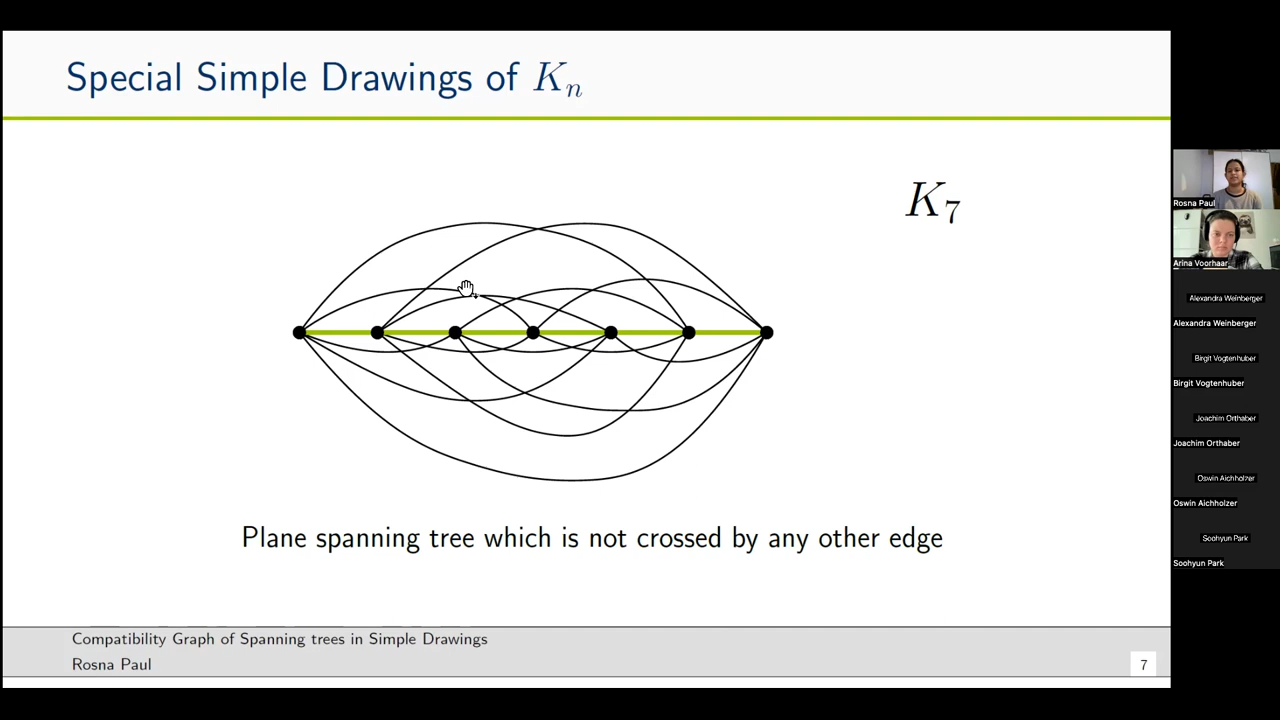 Special Simple Drawings of Kₙ
K₇
Plane spanning tree which is not crossed by any other edge
Compatibility Graph of Spanning trees in Simple Drawings
Rosna Paul
7
Rosna Paul
Arina Voorhaar
Alexandra Weinberger
Alexandra Weinberger
Birgit Vogtenhuber
Birgit Vogtenhuber
Joachim Orthaber
Joachim Orthaber
Oswin Aichholzer
Oswin Aichholzer
Soohyun Park
Soohyun Park